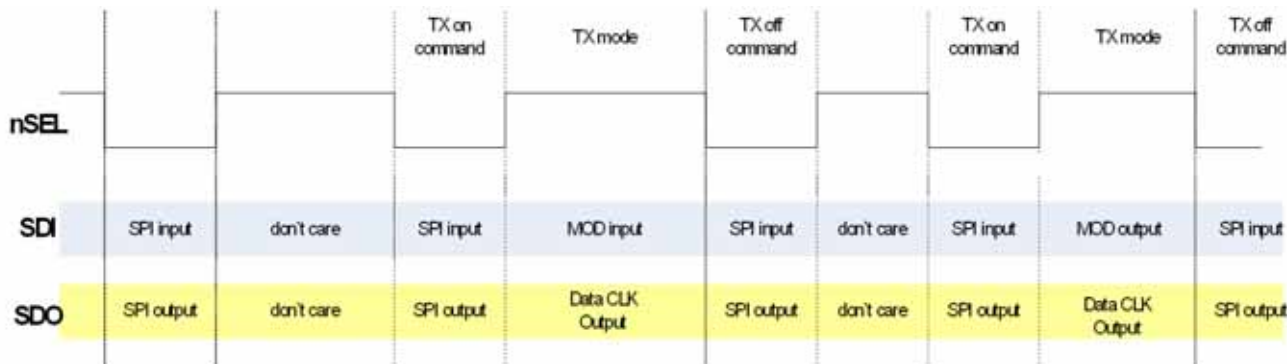 TX on command
TX mode
TX off command
TX on command
TX mode
TX off command
nSEL
SDI
SPI input
don't care
SPI input
MOD input
SPI input
don't care
SPI input
MOD output
SPI input
SDO
SPI output
don't care
SPI output
Data CLK Output
SPI output
don't care
SPI output
Data CLK Output
SPI output